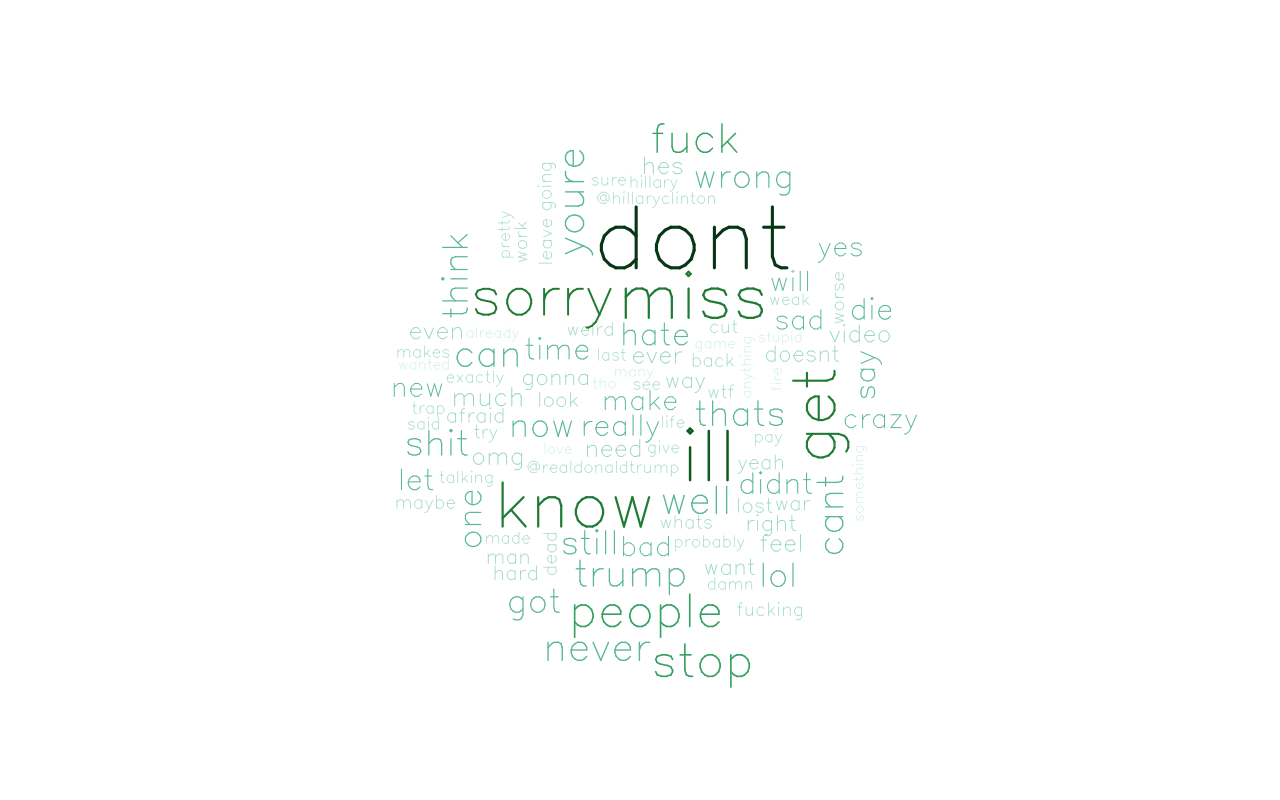 fuck
hes
wrong
sure
hillary
@hillaryclinton
youre
going
leave
pretty
work
dont
yes
think
sorry
miss
will
weak
worse
die
sad
video
even
already
weird
hate
cut
stupid
game
makes
wanted
can
time
last
ever
back
doesnt
anything
fire
say
new
exactly
gonna
tho
many
see
way
wtf
much
look
make
thats
get
crazy
trap
said
afraid
try
now
really
life
pay
shit
omg
love
need
give
ill
yeah
something
@realdonaldtrump
let
talking
maybe
know
well
didnt
lost
war
cant
one
whats
right
made
still
bad
probably
feel
man
hard
dead
trump
want
damn
lol
got
people
fucking
never
stop